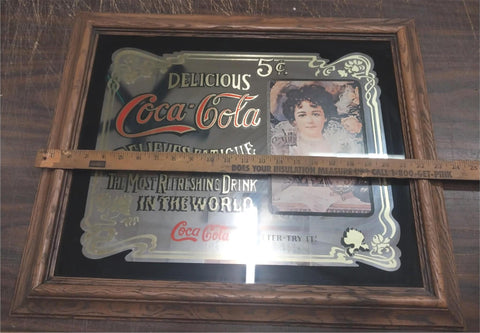 DELICIOUS 5¢.
Coca-Cola
RELIEVES FATIGUE
DOES YOUR INSULATION MEASURE UP? CALL 1-800-GET-PINK
THE MOST REFRESHING DRINK
IN THE WORLD
Coca-Cola
TRY IT!